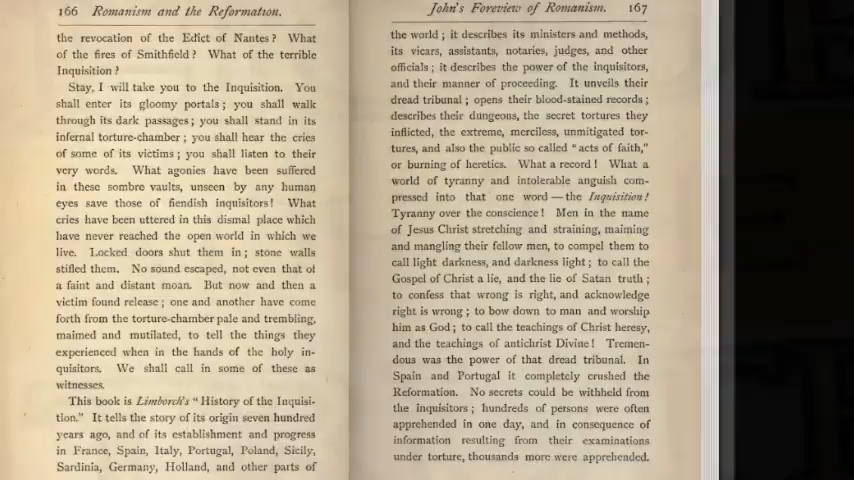 166 Romanism and the Reformation.
the revocation of the Edict of Nantes? What
of the fires of Smithfield? What of the terrible
Inquisition?
Stay, I will take you to the Inquisition. You
shall enter its gloomy portals; you shall walk
through its dark passages; you shall stand in its
infernal torture-chamber; you shall hear the cries
of some of its victims; you shall listen to their
very words. What agonies have been suffered
in these sombre vaults, unseen by any human
eyes save those of fiendish inquisitors! What
cries have been uttered in this dismal place which
have never reached the open world in which we
live. Locked doors shut them in; stone walls
stifled them. No sound escaped, not even that of
a faint and distant moan. But now and then a
victim found release; one and another have come
forth from the torture-chamber pale and trembling,
maimed and mutilated, to tell the things they
experienced when in the hands of the holy in-
quisitors. We shall call in some of these as
witnesses.
This book is Limborch's "History of the Inquisi-
tion." It tells the story of its origin seven hundred
years ago, and of its establishment and progress
in France, Spain, Italy, Portugal, Poland, Sicily,
Sardinia, Germany, Holland, and other parts of
John's Foreview of Romanism. 167
the world; it describes its ministers and methods,
its vicars, assistants, notaries, judges, and other
officials; it describes the power of the inquisitors,
and their manner of proceeding. It unveils their
dread tribunal; opens their blood-stained records;
describes their dungeons, the secret tortures they
inflicted, the extreme, merciless, unmitigated tor-
tures, and also the public so called "acts of faith,"
or burning of heretics. What a record! What a
world of tyranny and intolerable anguish com-
pressed into that one word—the Inquisition!
Tyranny over the conscience! Men in the name
of Jesus Christ stretching and straining, maiming
and mangling their fellow men, to compel them to
call light darkness, and darkness light; to call the
Gospel of Christ a lie, and the lie of Satan truth;
to confess that wrong is right, and acknowledge
right is wrong; to bow down to man and worship
him as God; to call the teachings of Christ heresy,
and the teachings of antichrist Divine! Tremen-
dous was the power of that dread tribunal. In
Spain and Portugal it completely crushed the
Reformation. No secrets could be withheld from
the inquisitors; hundreds of persons were often
apprehended in one day, and in consequence of
information resulting from their examinations
under torture, thousands more were apprehended.